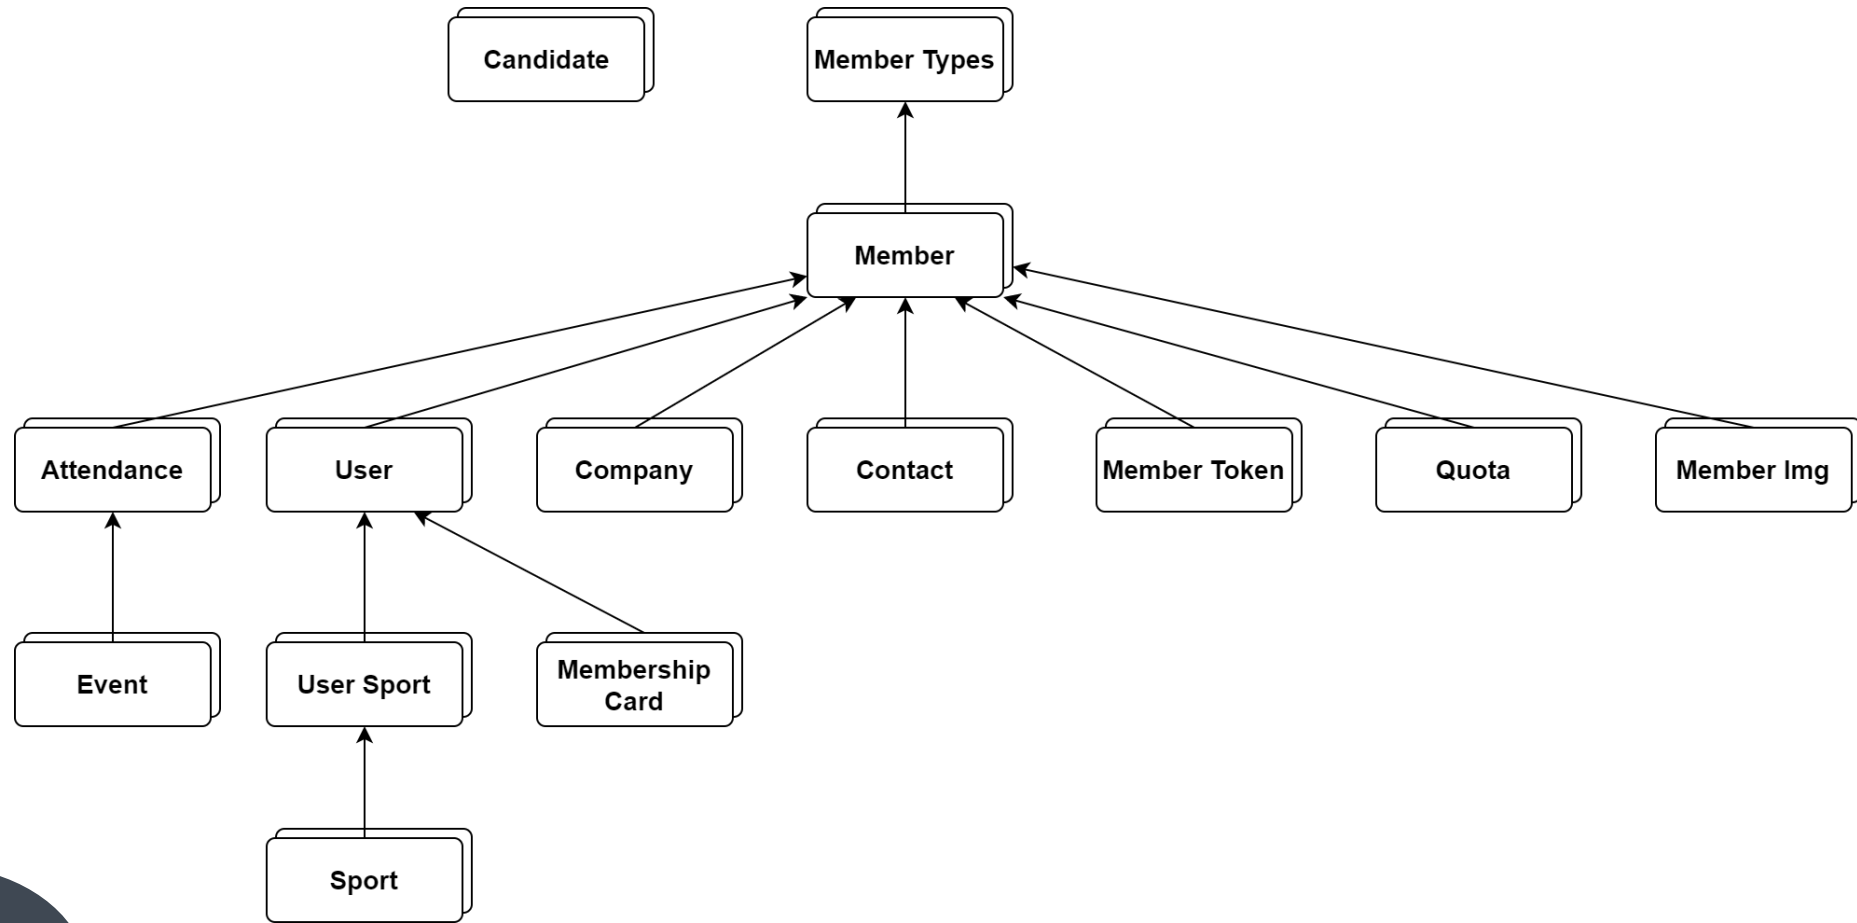 Candidate
Member Types
Member
Attendance
User
Company
Contact
Member Token
Quota
Member Img
Event
User Sport
Membership
Card
Sport